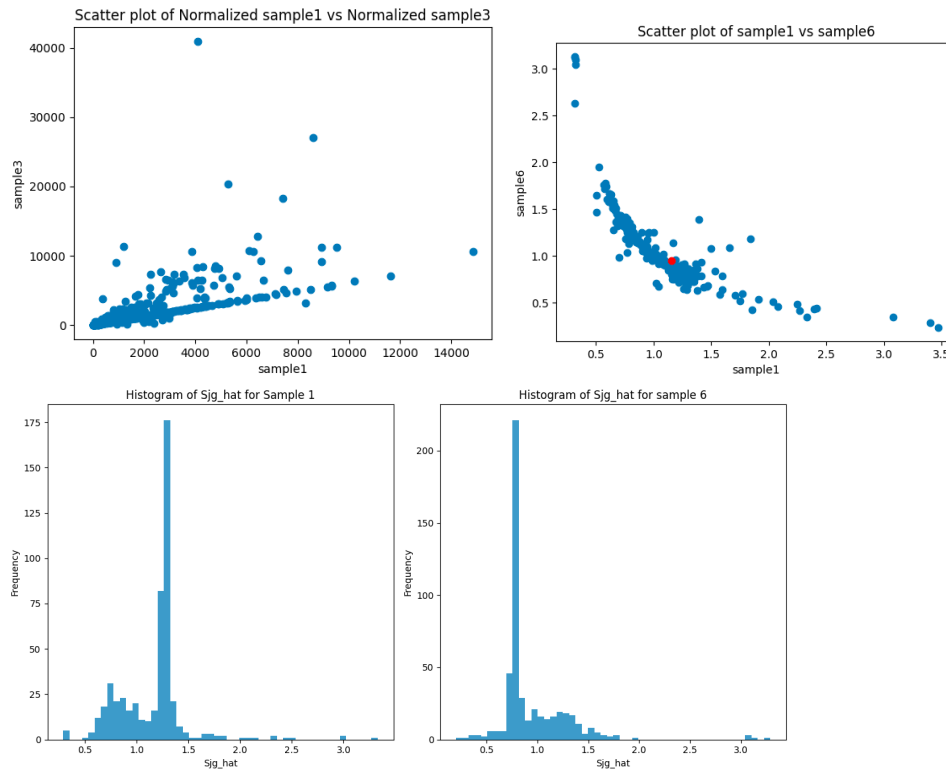 Scatter plot of Normalized sample1 vs Normalized sample3
40000
30000
20000
10000
0
sample3
0 2000 4000 6000 8000 10000 12000 14000
sample1
Scatter plot of sample1 vs sample6
3.0
2.5
2.0
1.5
1.0
0.5
sample6
0.5 1.0 1.5 2.0 2.5 3.0 3.5
sample1
Histogram of Sjg_hat for Sample 1
175
150
125
100
75
50
25
0
Frequency
0.5 1.0 1.5 2.0 2.5 3.0
Sjg_hat
Histogram of Sjg_hat for sample 6
200
150
100
50
0
Frequency
0.5 1.0 1.5 2.0 2.5 3.0
Sjg_hat